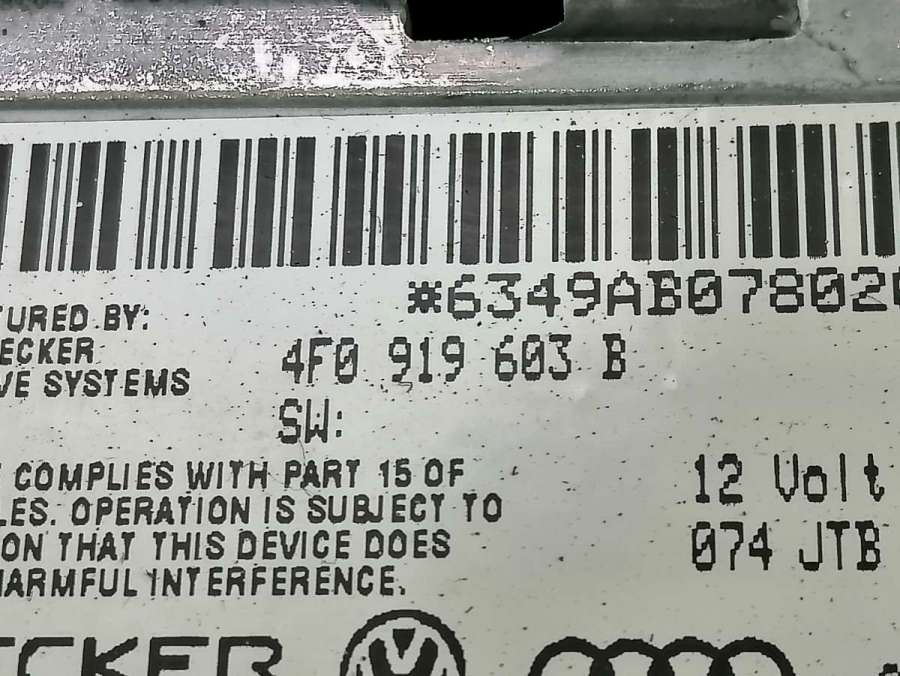 *6349AB07802
TURED BY:
ECKER
VE SYSTEMS
4F0 919 603 B
SW:
COMPLIES WITH PART 15 OF
LES. OPERATION IS SUBJECT TO
ON THAT THIS DEVICE DOES
HARMFUL INTERFERENCE.
12 Volt
074 JTB
ECKER